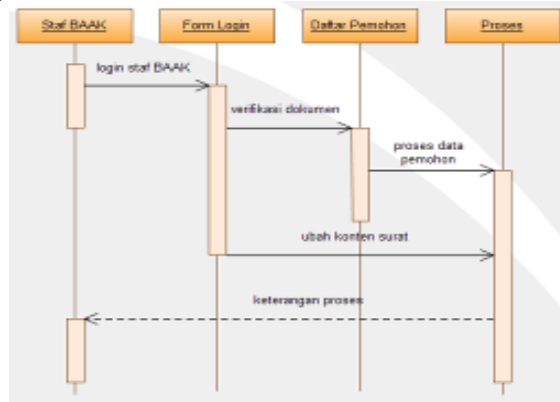 Staf BAAK
Form Login
Daftar Pemohon
Proses
login staf BAAK
verifikasi dokumen
proses data
pemohon
ubah konten surat
keterangan proses